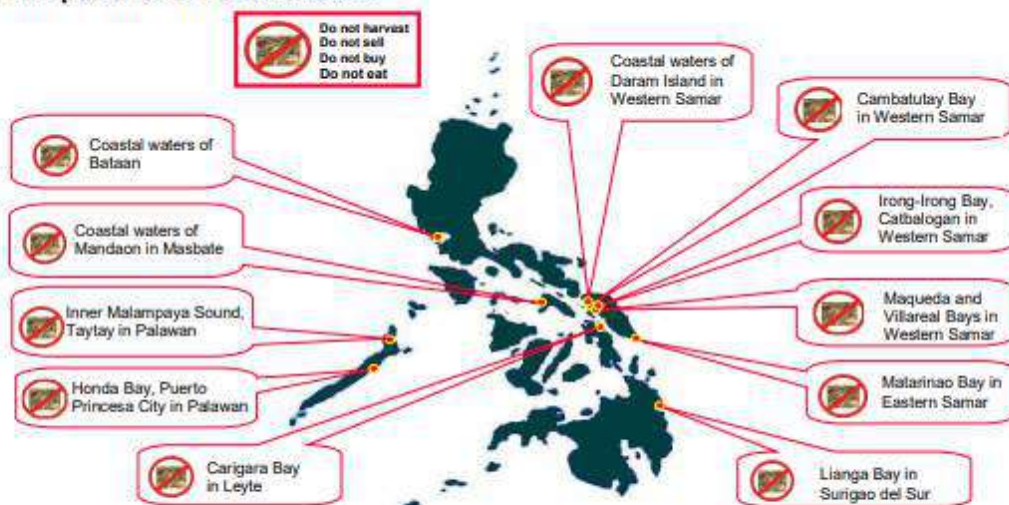 Do not harvest
Do not sell
Do not buy
Do not eat
Coastal waters of
Daram Island in
Western Samar
Cambatutay Bay
in Western Samar
Coastal waters of
Bataan
Irong-Irong Bay,
Catbalogan in
Western Samar
Coastal waters of
Mandaon in Masbate
Inner Malampaya Sound,
Taytay in Palawan
Maqueda and
Villareal Bays in
Western Samar
Honda Bay, Puerto
Princesa City in Palawan
Matarinao Bay in
Eastern Samar
Carigara Bay
in Leyte
Lianga Bay in
Surigao del Sur